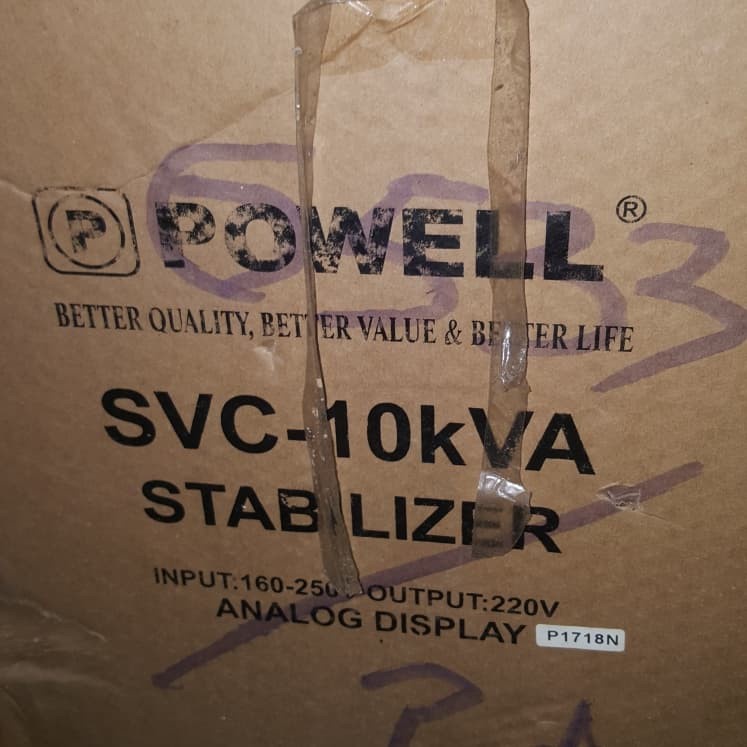 P POWELL ®
BETTER QUALITY, BETTER VALUE & BETTER LIFE
SVC-10kVA
STABILIZER
INPUT:160-250V OUTPUT:220V
ANALOG DISPLAY P1718N